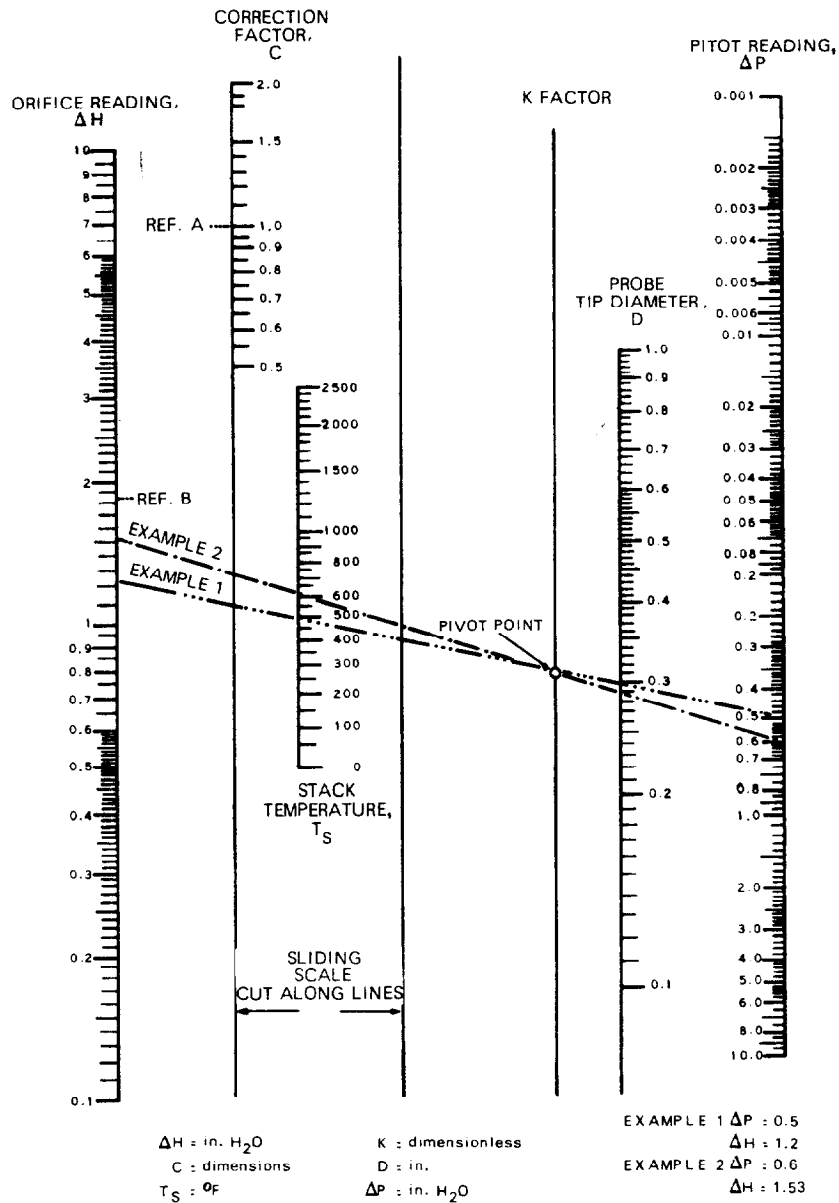 CORRECTION
FACTOR,
C
PITOT READING,
ΔP
ORIFICE READING,
ΔH
K FACTOR
2.0
1.5
REF. A
1.0
0.9
0.8
0.7
0.6
0.5
10
9
8
7
6
5
4
3
2
REF. B
1
0.9
0.8
0.7
0.6
0.5
0.4
0.3
0.2
0.1
EXAMPLE 2
EXAMPLE 1
2500
2000
1500
1000
800
600
500
400
300
200
100
0
STACK
TEMPERATURE,
TS
PIVOT POINT
PROBE
TIP DIAMETER,
D
1.0
0.9
0.8
0.7
0.6
0.5
0.4
0.3
0.2
0.1
0.001
0.002
0.003
0.004
0.005
0.006
0.01
0.02
0.03
0.04
0.05
0.06
0.08
0.2
0.2
0.3
0.4
0.5
0.6
0.7
0.8
1.0
2.0
3.0
4.0
5.0
6.0
8.0
10.0
SLIDING
SCALE
CUT ALONG LINES
ΔH = in. H2O
C : dimensions
TS = °F
K : dimensionless
D = in.
ΔP = in. H2O
EXAMPLE 1 ΔP : 0.5
ΔH = 1.2
EXAMPLE 2 ΔP : 0.6
ΔH = 1.53